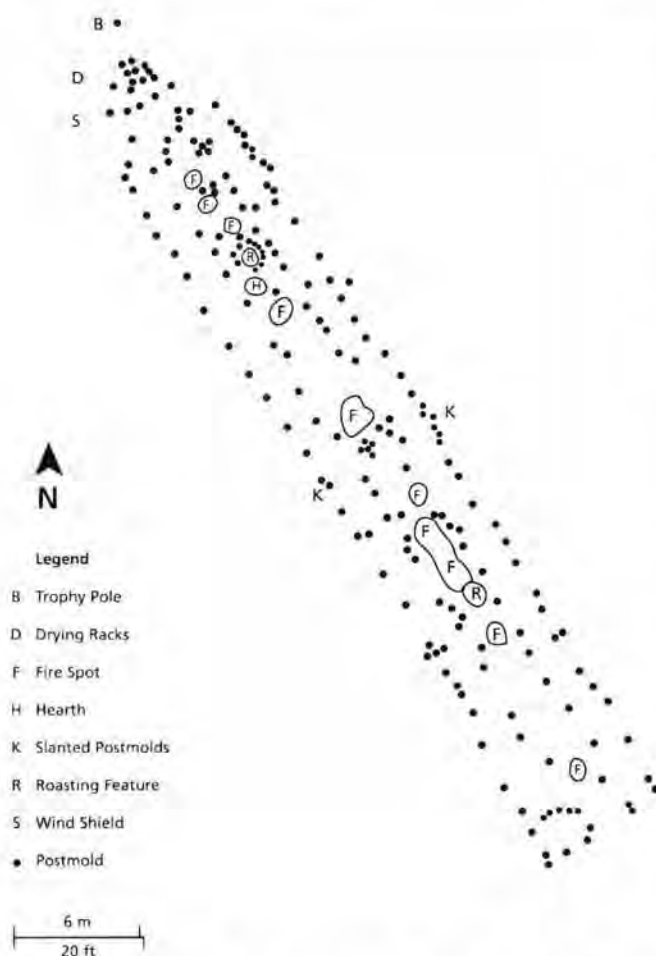 B
D
S
F
F
F
R
H
F
F
K
K
F
F
F
R
F
F
N
Legend
B Trophy Pole
D Drying Racks
F Fire Spot
H Hearth
K Slanted Postmolds
R Roasting Feature
S Wind Shield
● Postmold
6 m
20 ft